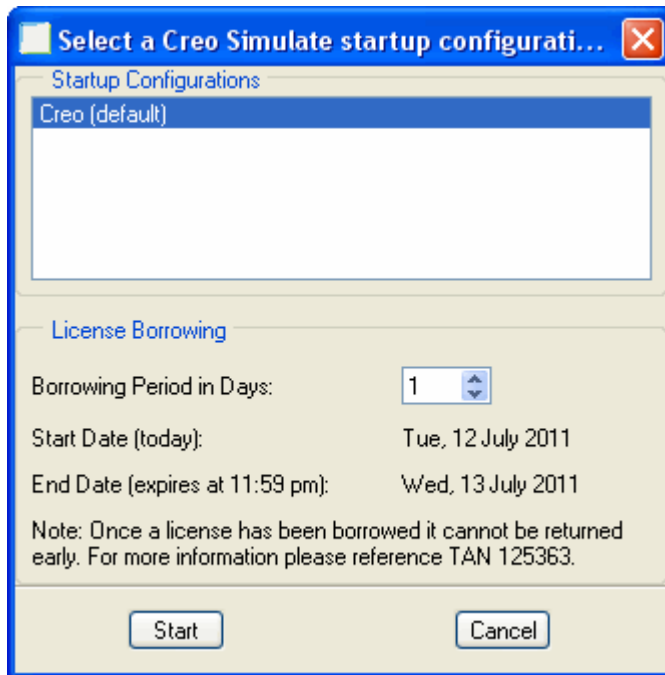 Select a Creo Simulate startup configurati...
Startup Configurations
Creo (default)
License Borrowing
Borrowing Period in Days: 1
Start Date (today): Tue, 12 July 2011
End Date (expires at 11:59 pm): Wed, 13 July 2011
Note: Once a license has been borrowed it cannot be returned
early. For more information please reference TAN 125363.
Start Cancel